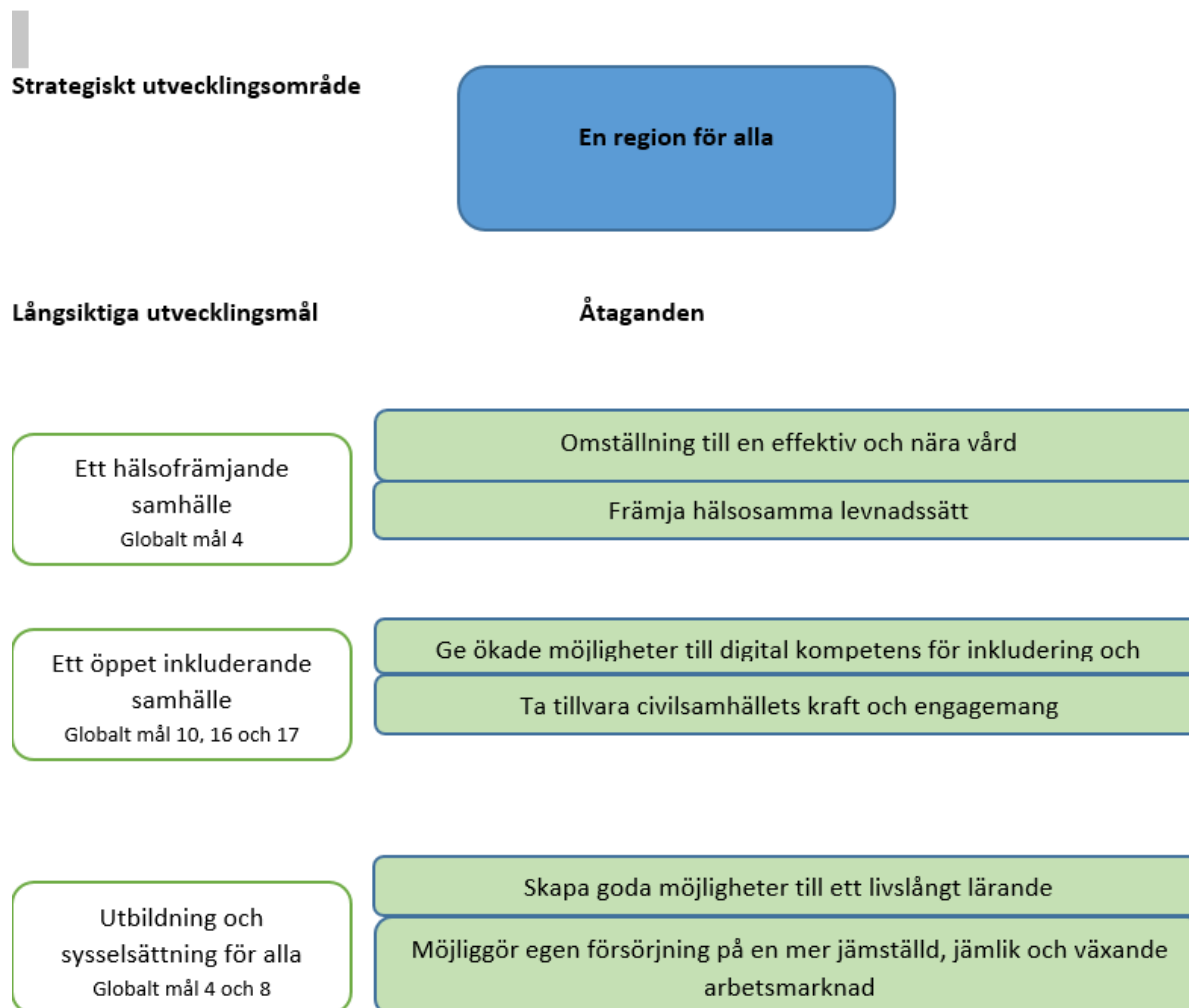 Strategiskt utvecklingsområde
En region för alla
Långsiktiga utvecklingsmål
Åtaganden
Ett hälsofrämjande
samhälle
Globalt mål 4
Omställning till en effektiv och nära vård
Främja hälsosamma levnadssätt
Ett öppet inkluderande
samhälle
Globalt mål 10, 16 och 17
Ge ökade möjligheter till digital kompetens för inkludering och
Ta tillvara civilsamhällets kraft och engagemang
Utbildning och
sysselsättning för alla
Globalt mål 4 och 8
Skapa goda möjligheter till ett livslångt lärande
Möjliggör egen försörjning på en mer jämställd, jämlik och växande
arbetsmarknad